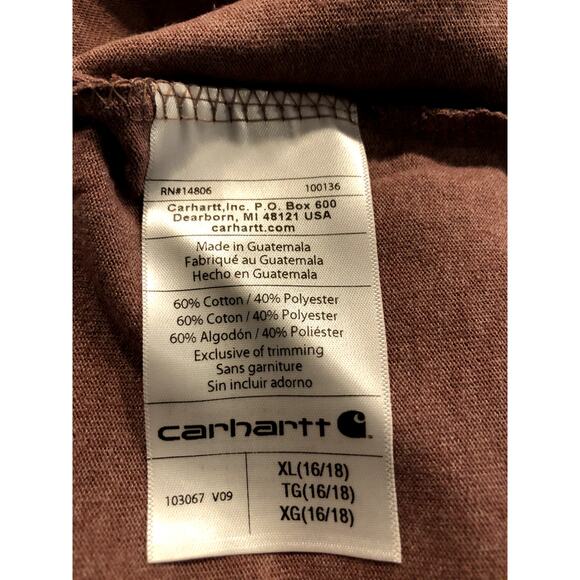 RN#14806 100136
Carhartt,Inc. P.O. Box 600
Dearborn, MI 48121 USA
carhartt.com
Made in Guatemala
Fabriqué au Guatemala
Hecho en Guatemala
60% Cotton / 40% Polyester
60% Coton / 40% Polyester
60% Algodón / 40% Poliéster
Exclusive of trimming
Sans garniture
Sin incluir adorno
carhartt
103067 V09
XL(16/18)
TG(16/18)
XG(16/18)